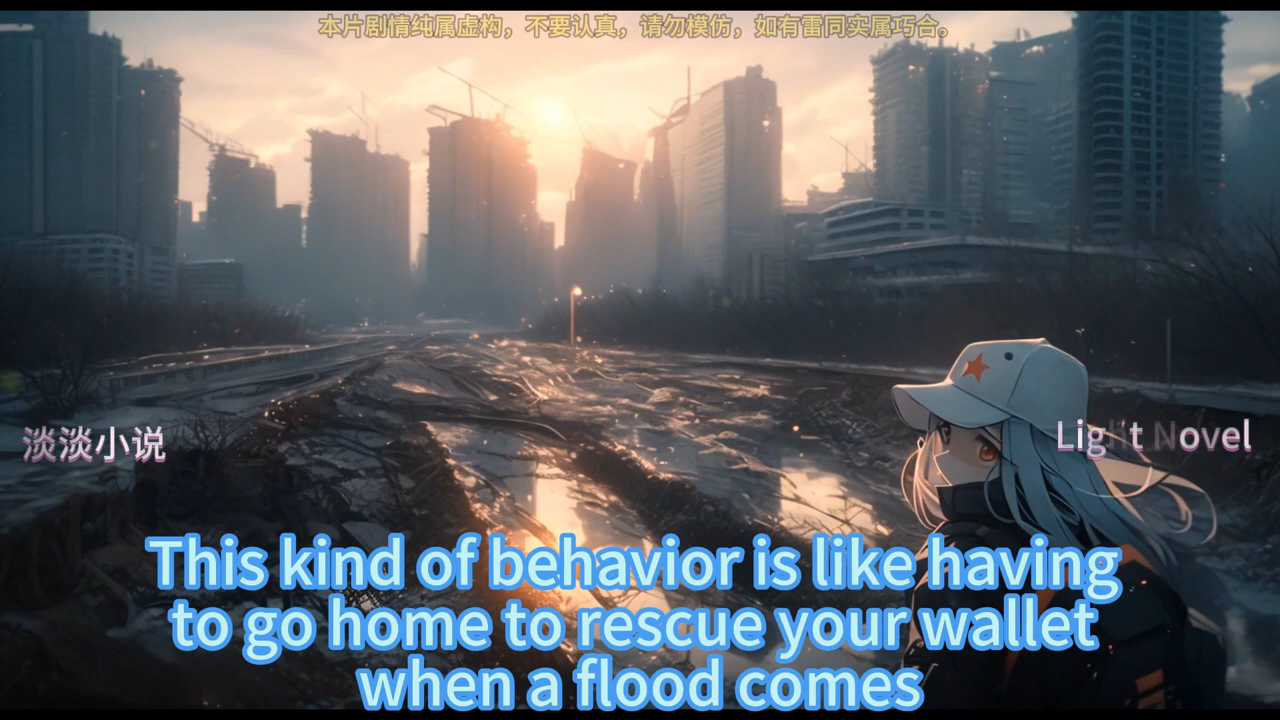 本片剧情纯属虚构，不要认真，请勿模仿，如有雷同实属巧合。
淡淡小说
Light Novel
This kind of behavior is like having
to go home to rescue your wallet
when a flood comes